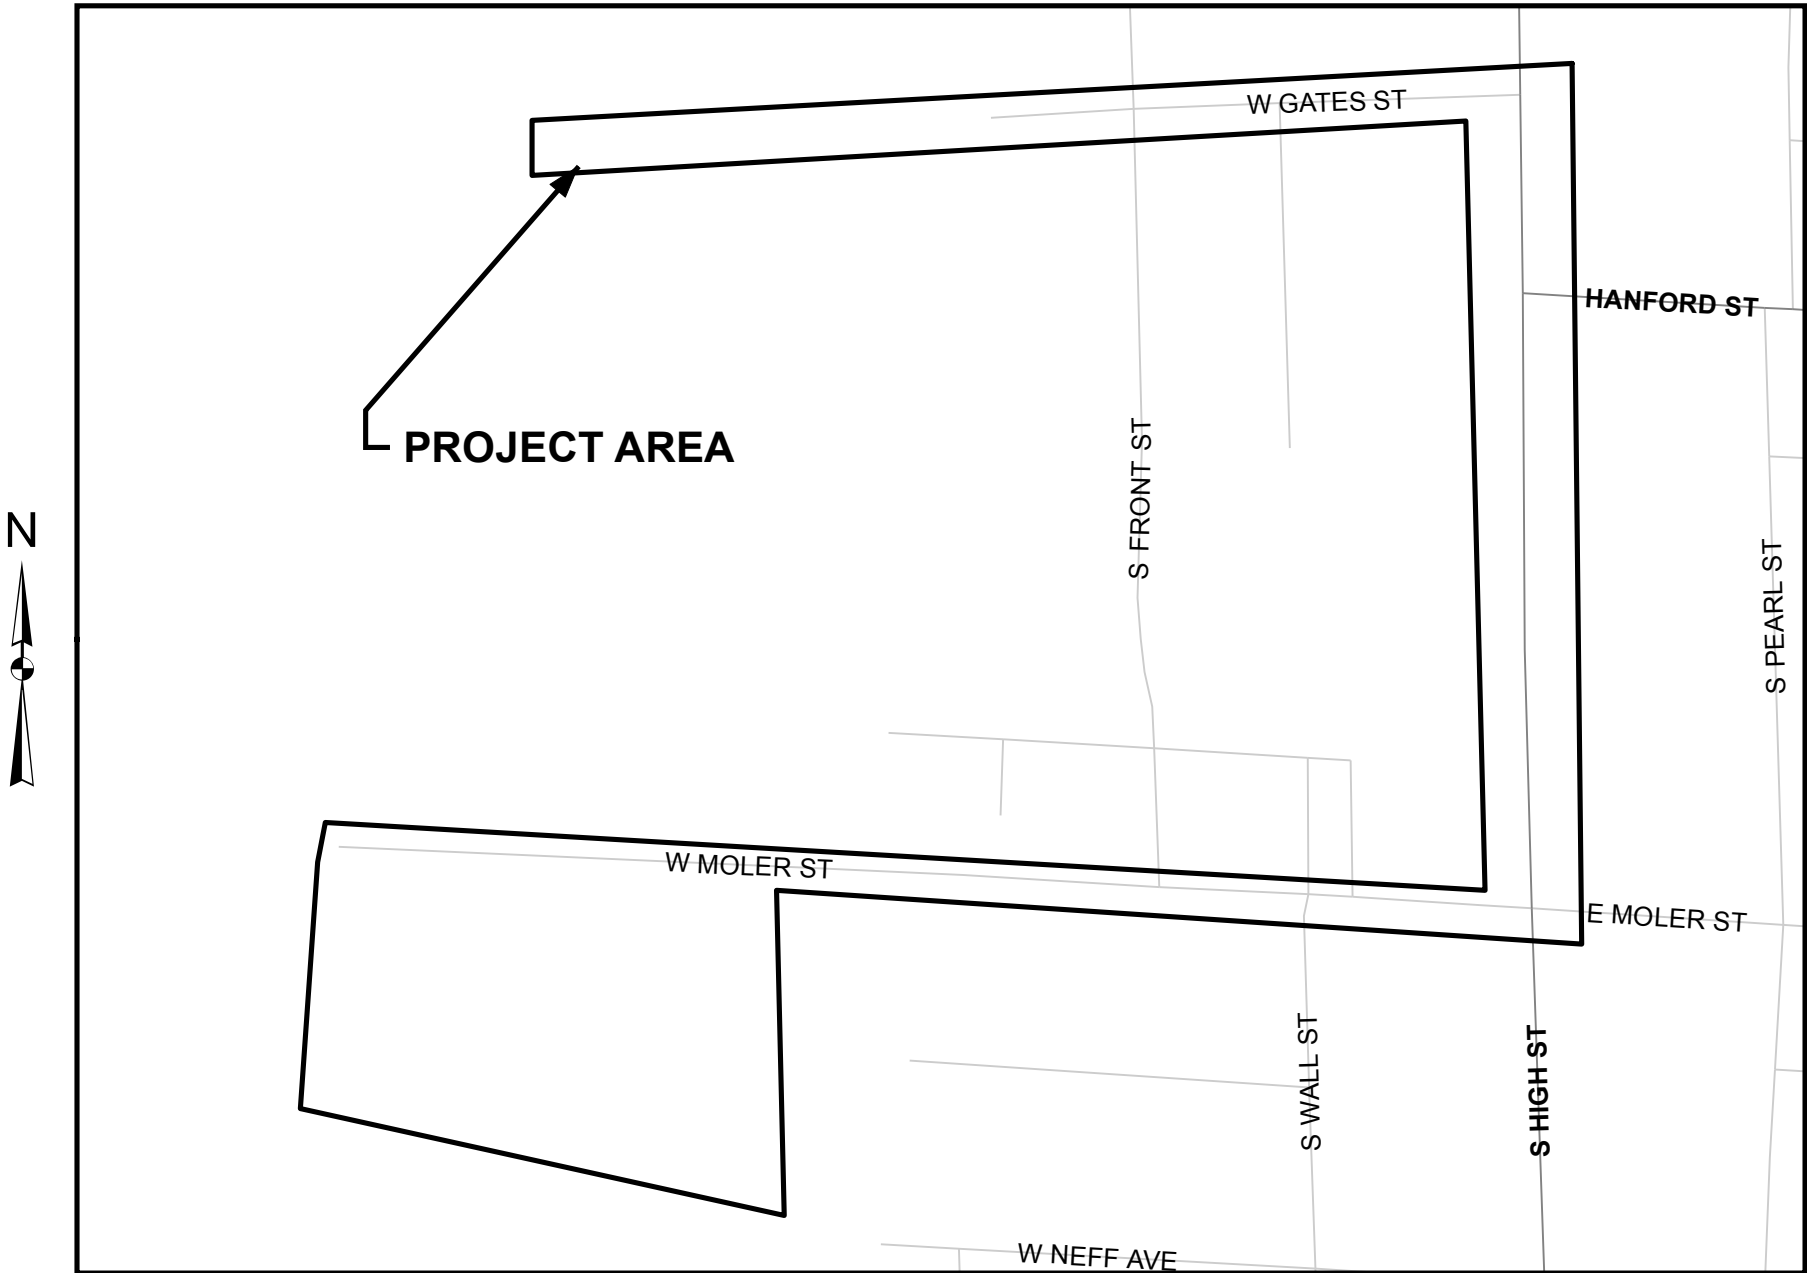 W GATES ST
HANFORD ST
PROJECT AREA
S FRONT ST
N
S PEARL ST
W MOLER ST
E MOLER ST
S WALL ST
S HIGH ST
W NEFF AVE